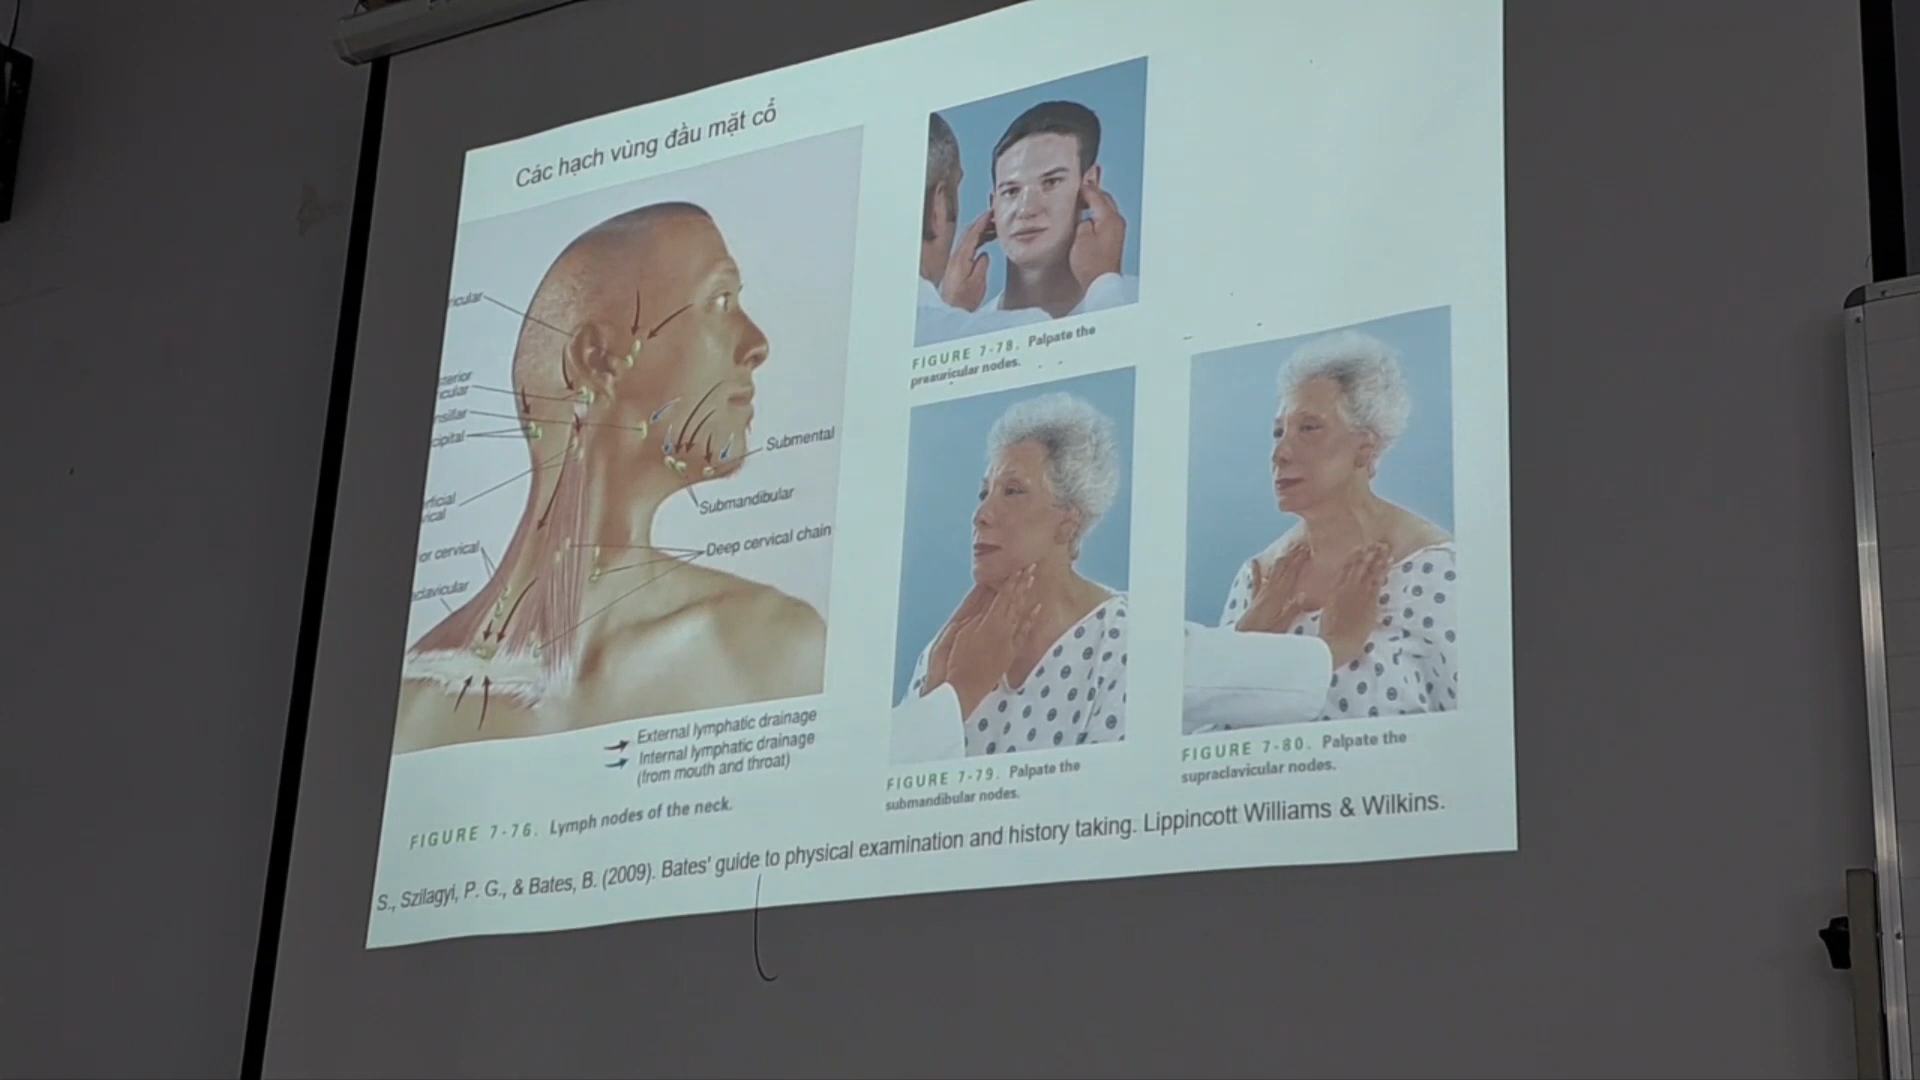 Các hạch vùng đầu mặt cổ
Submental
Submandibular
Deep cervical chain
or cervical
External lymphatic drainage
Internal lymphatic drainage
(from mouth and throat)
FIGURE 7-76. Lymph nodes of the neck.
FIGURE 7-78. Palpate the
preauricular nodes.
FIGURE 7-79. Palpate the
submandibular nodes.
FIGURE 7-80. Palpate the
supraclavicular nodes.
S., Szilagyi, P. G., & Bates, B. (2009). Bates' guide to physical examination and history taking. Lippincott Williams & Wilkins.